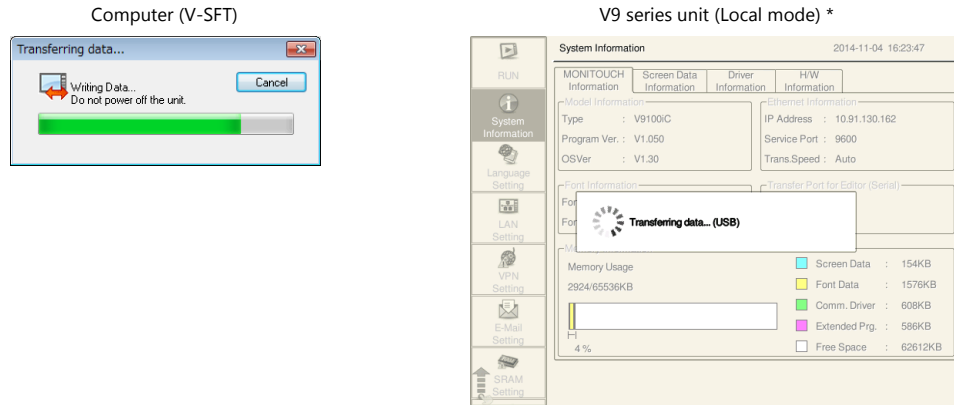 Computer (V-SFT)
V9 series unit (Local mode) *
Transferring data...
Writing Data...
Do not power off the unit.
Cancel
RUN
System
Information
Language
Setting
LAN
Setting
VPN
Setting
E-Mail
Setting
SRAM
Setting
System Information 2014-11-04 16:23:47
MONITOUCH
Information
Screen Data
Information
Driver
Information
H/W
Information
Model Information
Type : V9100iC
Program Ver. : V1.050
OSVer : V1.30
Ethernet Information
IP Address : 10.91.130.162
Service Port : 9600
Trans.Speed : Auto
Font Information
For
For
Transfer Port for Editor (Serial)
Transferring data... (USB)
Memory Usage
2924/65536KB
4 %
Screen Data : 154KB
Font Data : 1576KB
Comm. Driver : 608KB
Extended Prg. : 586KB
Free Space : 62612KB